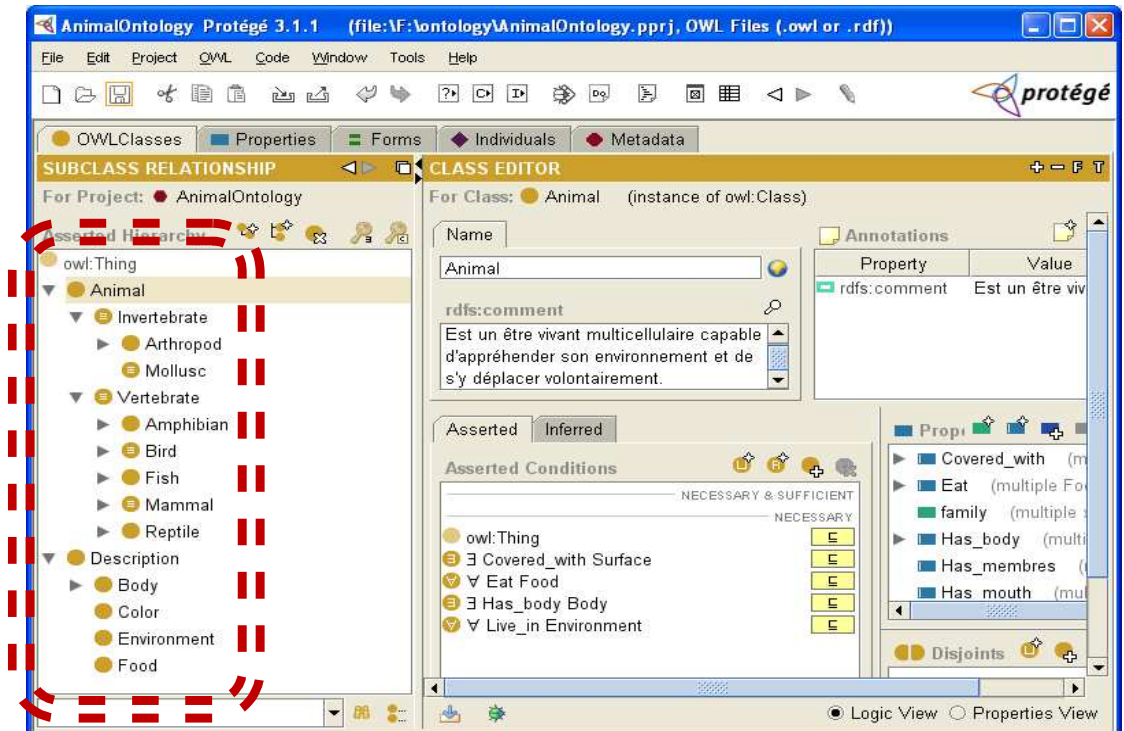 AnimalOntology Protégé 3.1.1 (file:\F:\ontology\AnimalOntology.pprj, OWL Files (.owl or .rdf))
File Edit Project OWL Code Window Tools Help
protégé
OWLClasses Properties Forms Individuals Metadata
SUBCLASS RELATIONSHIP
For Project: AnimalOntology
Asserted Hierarchy
owl:Thing
Animal
Invertebrate
Arthropod
Mollusc
Vertebrate
Amphibian
Bird
Fish
Mammal
Reptile
Description
Body
Color
Environment
Food
CLASS EDITOR
F T
For Class: Animal (instance of owl:Class)
Name
Animal
rdfs:comment
Est un être vivant multicellulaire capable
d'appréhender son environnement et de
s'y déplacer volontairement.
Annotations
Property Value
rdfs:comment Est un être viv
Asserted Inferred
Asserted Conditions
NECESSARY & SUFFICIENT
NECESSARY
owl:Thing ⊑
∃ Covered_with Surface ⊑
∀ Eat Food ⊑
∃ Has_body Body ⊑
∀ Live_in Environment ⊑
Prop
Covered_with (m
Eat (multiple Fo
family (multiple
Has_body (multi
Has_membres (
Has_mouth (mul
Disjoints
Logic View Properties View